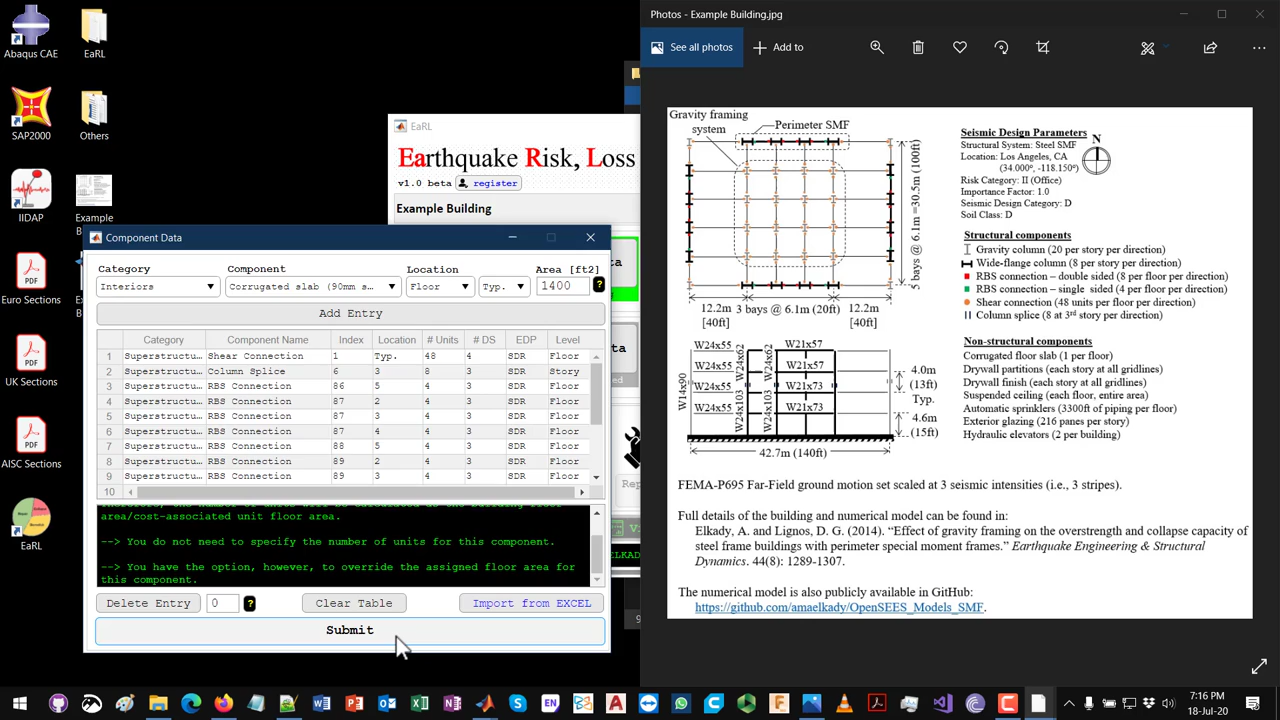 Abaqus CAE
EaRL
SAP2000
Others
IIDAP
Example
Building
Euro Sections
UK Sections
AISC Sections
EaRL
EaRL
Earthquake Risk, Loss
v1.0 beta
register
Example Building
Component Data
Category
Component
Location
Area [ft2]
Interiors
Corrugated slab (90mm s...
Floor
Typ.
1400
?
Add Entry
Category Component Name Index Location # Units # DS EDP Level
1 Superstructu... Shear Connection 1 Typ. 48 4 SDR Floor
2 Superstructu... Column Splice 6 6 8 3 SDR Story
3 Superstructu... RBS Connection 86 5 4 4 SDR Floor
4 Superstructu... RBS Connection 87 2 4 4 SDR Floor
5 Superstructu... RBS Connection 87 3 4 4 SDR Floor
6 Superstructu... RBS Connection 87 4 4 4 SDR Floor
7 Superstructu... RBS Connection 88 5 4 4 SDR Floor
8 Superstructu... RBS Connection 89 2 4 4 SDR Floor
9 Superstructu... RBS Connection 89 3 4 4 SDR Floor
10
area/cost-associated unit floor area.
--> You do not need to specify the number of units for this component.
--> You have the option, however, to override the assigned floor area for
this component.
Delete Entry
0
?
Clear Table
Import from EXCEL
Submit
Photos - Example Building.jpg
See all photos
Add to
Gravity framing
system
Perimeter SMF
5 bays @ 6.1m =30.5m (100ft)
12.2m
[40ft]
3 bays @ 6.1m (20ft)
12.2m
[40ft]
W24x55
W24x55
W24x55
W24x55
W14x90
W24x62
W24x103
W24x62
W24x103
W21x57
W21x57
W21x73
W21x73
4.0m
(13ft)
Typ.
4.6m
(15ft)
42.7m (140ft)
Seismic Design Parameters
Structural System: Steel SMF
Location: Los Angeles, CA
(34.000º, -118.150º)
Risk Category: II (Office)
Importance Factor: 1.0
Seismic Design Category: D
Soil Class: D
N
Structural components
Gravity column (20 per story per direction)
Wide-flange column (8 per story per direction)
RBS connection – double sided (8 per floor per direction)
RBS connection – single sided (4 per floor per direction)
Shear connection (48 units per floor per direction)
Column splice (8 at 3rd story per direction)
Non-structural components
Corrugated floor slab (1 per floor)
Drywall partitions (each story at all gridlines)
Drywall finish (each story at all gridlines)
Suspended ceiling (each floor, entire area)
Automatic sprinklers (3300ft of piping per floor)
Exterior glazing (216 panes per story)
Hydraulic elevators (2 per building)
FEMA-P695 Far-Field ground motion set scaled at 3 seismic intensities (i.e., 3 stripes).
Full details of the building and numerical model can be found in:
Elkady, A. and Lignos, D. G. (2014). “Effect of gravity framing on the overstrength and collapse capacity of
steel frame buildings with perimeter special moment frames.” Earthquake Engineering & Structural
Dynamics. 44(8): 1289-1307.
The numerical model is also publicly available in GitHub:
https://github.com/amaelkady/OpenSEES_Models_SMF.
EN
7:16 PM
18-Jul-20